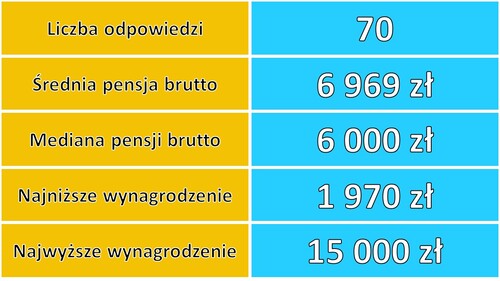 Liczba odpowiedzi 70
Średnia pensja brutto 6 969 zł
Mediana pensji brutto 6 000 zł
Najniższe wynagrodzenie 1 970 zł
Najwyższe wynagrodzenie 15 000 zł